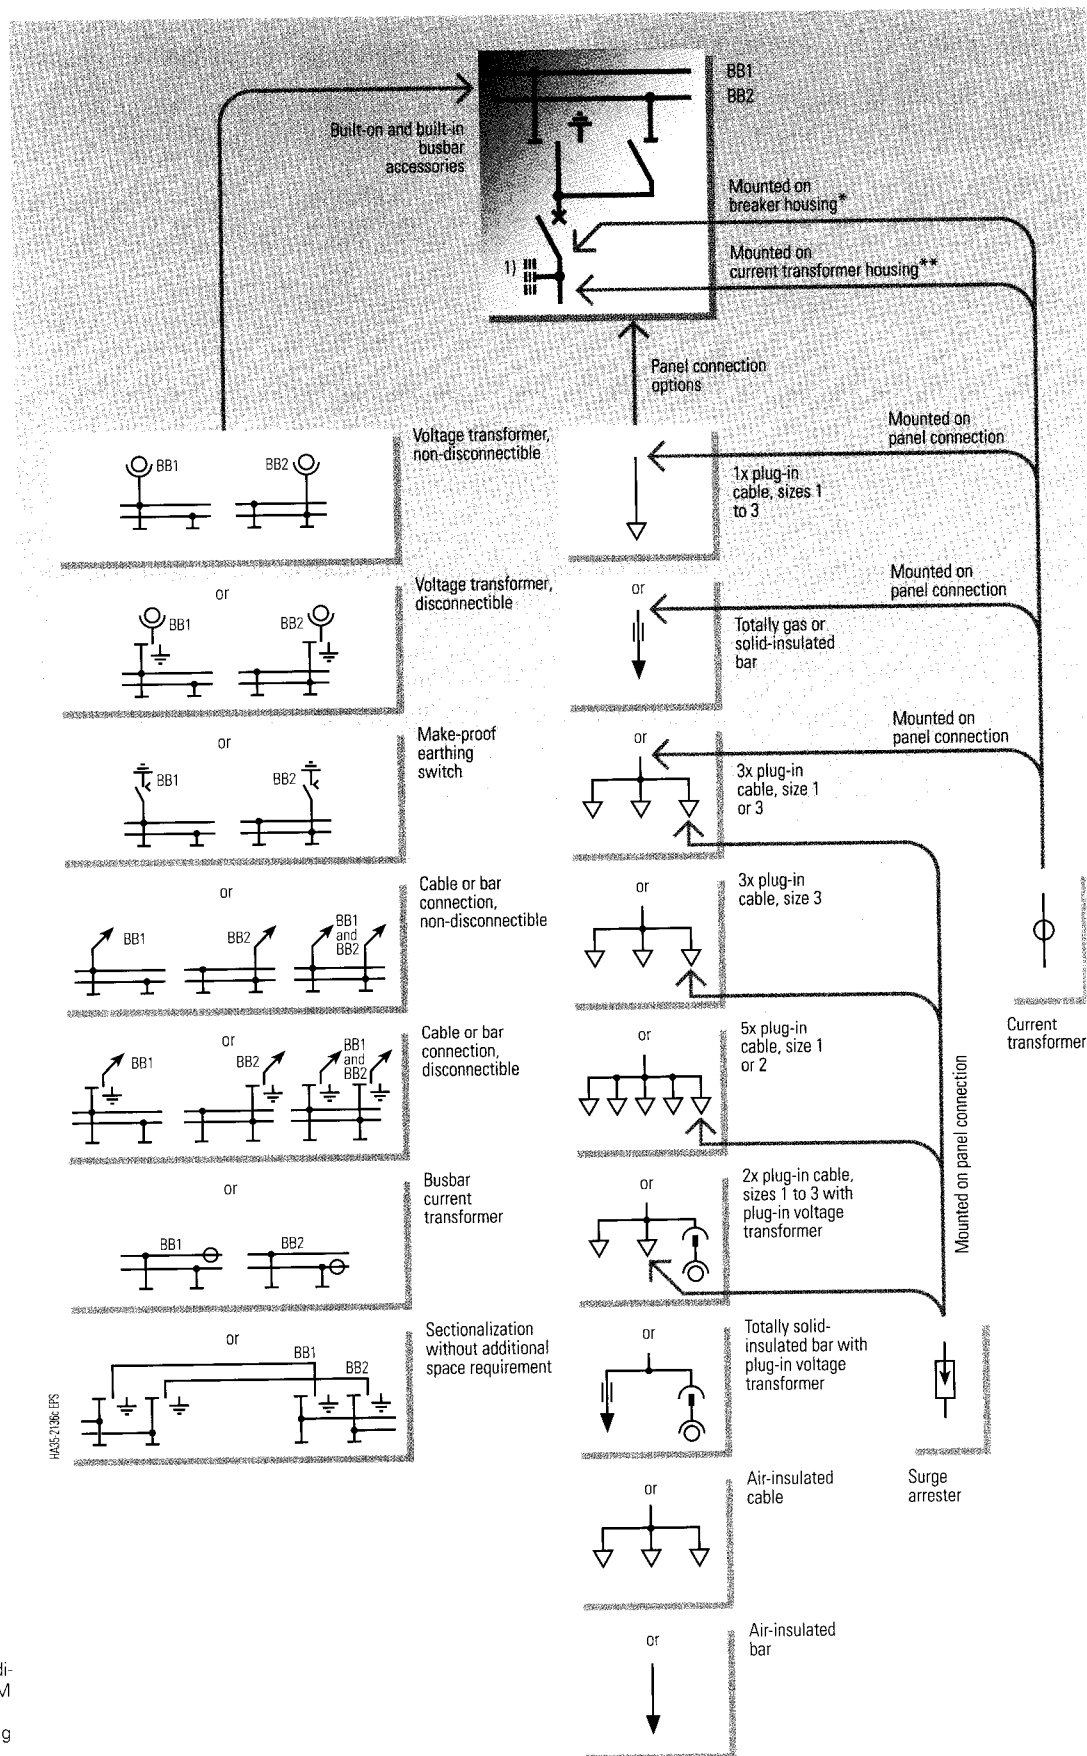 BB1
BB2
Built-on and built-in
busbar
accessories
Mounted on
breaker housing*
Mounted on
current transformer housing**
1)
Panel connection
options
Voltage transformer,
non-disconnectible
BB1
BB2
Mounted on
panel connection
1x plug-in
cable, sizes 1
to 3
or
Voltage transformer,
disconnectible
BB1
BB2
or
Mounted on
panel connection
Totally gas or
solid-insulated
bar
or
Make-proof
earthing
switch
BB1
BB2
or
Mounted on
panel connection
3x plug-in
cable, size 1
or 3
or
Cable or bar
connection,
non-disconnectible
BB1
BB2
BB1
and
BB2
or
3x plug-in
cable, size 3
Current
transformer
or
Cable or bar
connection,
disconnectible
BB1
BB2
BB1
and
BB2
or
5x plug-in
cable, size 1
or 2
Mounted on panel connection
or
Busbar
current
transformer
BB1
BB2
or
2x plug-in cable,
sizes 1 to 3 with
plug-in voltage
transformer
or
Sectionalization
without additional
space requirement
BB1
BB2
HA35-2136c EPS
or
Totally solid-
insulated bar with
plug-in voltage
transformer
Surge
arrester
or
Air-insulated
cable
or
Air-insulated
bar
di-
M
g